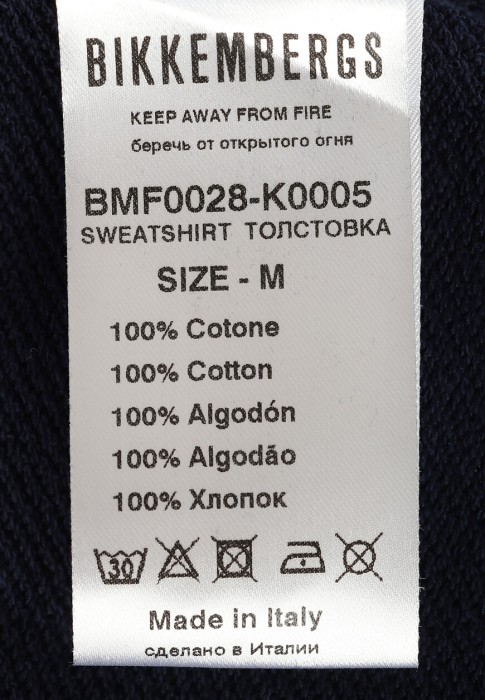 BIKKEMBERGS
KEEP AWAY FROM FIRE
беречь от открытого огня
BMF0028-K0005
SWEATSHIRT ТОЛСТОВКА
SIZE - M
100% Cotone
100% Cotton
100% Algodón
100% Algodão
100% Хлопок
30
Made in Italy
сделано в Италии